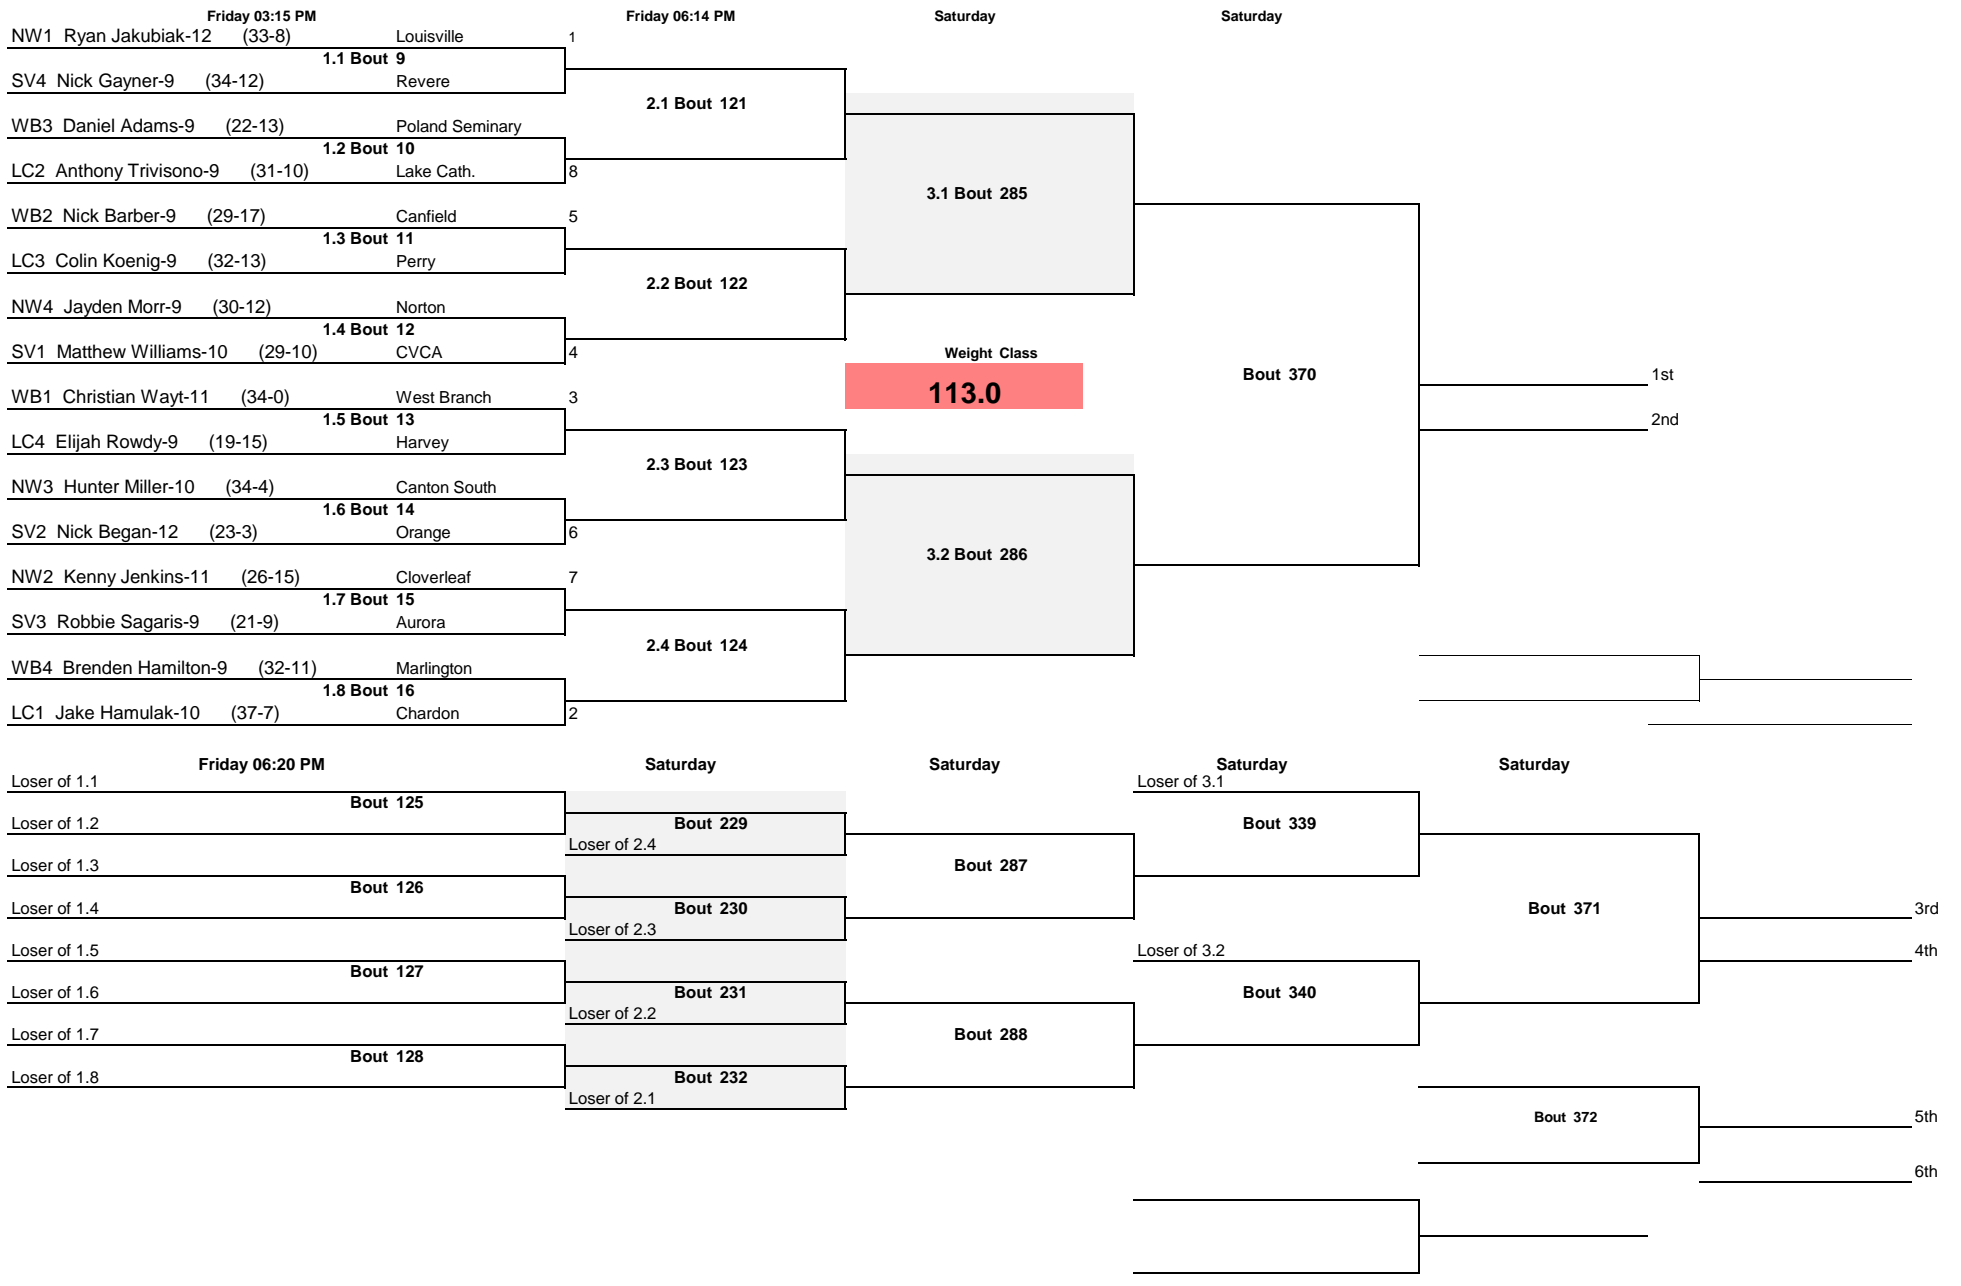 Friday 03:15 PM Friday 06:14 PM Saturday Saturday
NW1 Ryan Jakubiak-12 (33-8) Louisville 1
1.1 Bout 9
SV4 Nick Gayner-9 (34-12) Revere
2.1 Bout 121
WB3 Daniel Adams-9 (22-13) Poland Seminary
1.2 Bout 10
LC2 Anthony Trivisono-9 (31-10) Lake Cath. 8
3.1 Bout 285
WB2 Nick Barber-9 (29-17) Canfield 5
1.3 Bout 11
LC3 Colin Koenig-9 (32-13) Perry
2.2 Bout 122
NW4 Jayden Morr-9 (30-12) Norton
1.4 Bout 12
SV1 Matthew Williams-10 (29-10) CVCA 4 Weight Class
Bout 370 1st
WB1 Christian Wayt-11 (34-0) West Branch 3 113.0
1.5 Bout 13 2nd
LC4 Elijah Rowdy-9 (19-15) Harvey
2.3 Bout 123
NW3 Hunter Miller-10 (34-4) Canton South
1.6 Bout 14
SV2 Nick Began-12 (23-3) Orange 6
3.2 Bout 286
NW2 Kenny Jenkins-11 (26-15) Cloverleaf 7
1.7 Bout 15
SV3 Robbie Sagaris-9 (21-9) Aurora
2.4 Bout 124
WB4 Brenden Hamilton-9 (32-11) Marlington
1.8 Bout 16
LC1 Jake Hamulak-10 (37-7) Chardon 2
Friday 06:20 PM Saturday Saturday Saturday Saturday
Loser of 1.1 Loser of 3.1
Bout 125
Loser of 1.2 Bout 229 Bout 339
Loser of 2.4
Loser of 1.3 Bout 287
Bout 126
Loser of 1.4 Bout 230 Bout 371 3rd
Loser of 2.3
Loser of 1.5 Loser of 3.2 4th
Bout 127
Loser of 1.6 Bout 231 Bout 340
Loser of 2.2
Loser of 1.7 Bout 288
Bout 128
Loser of 1.8 Bout 232
Loser of 2.1
Bout 372 5th
6th